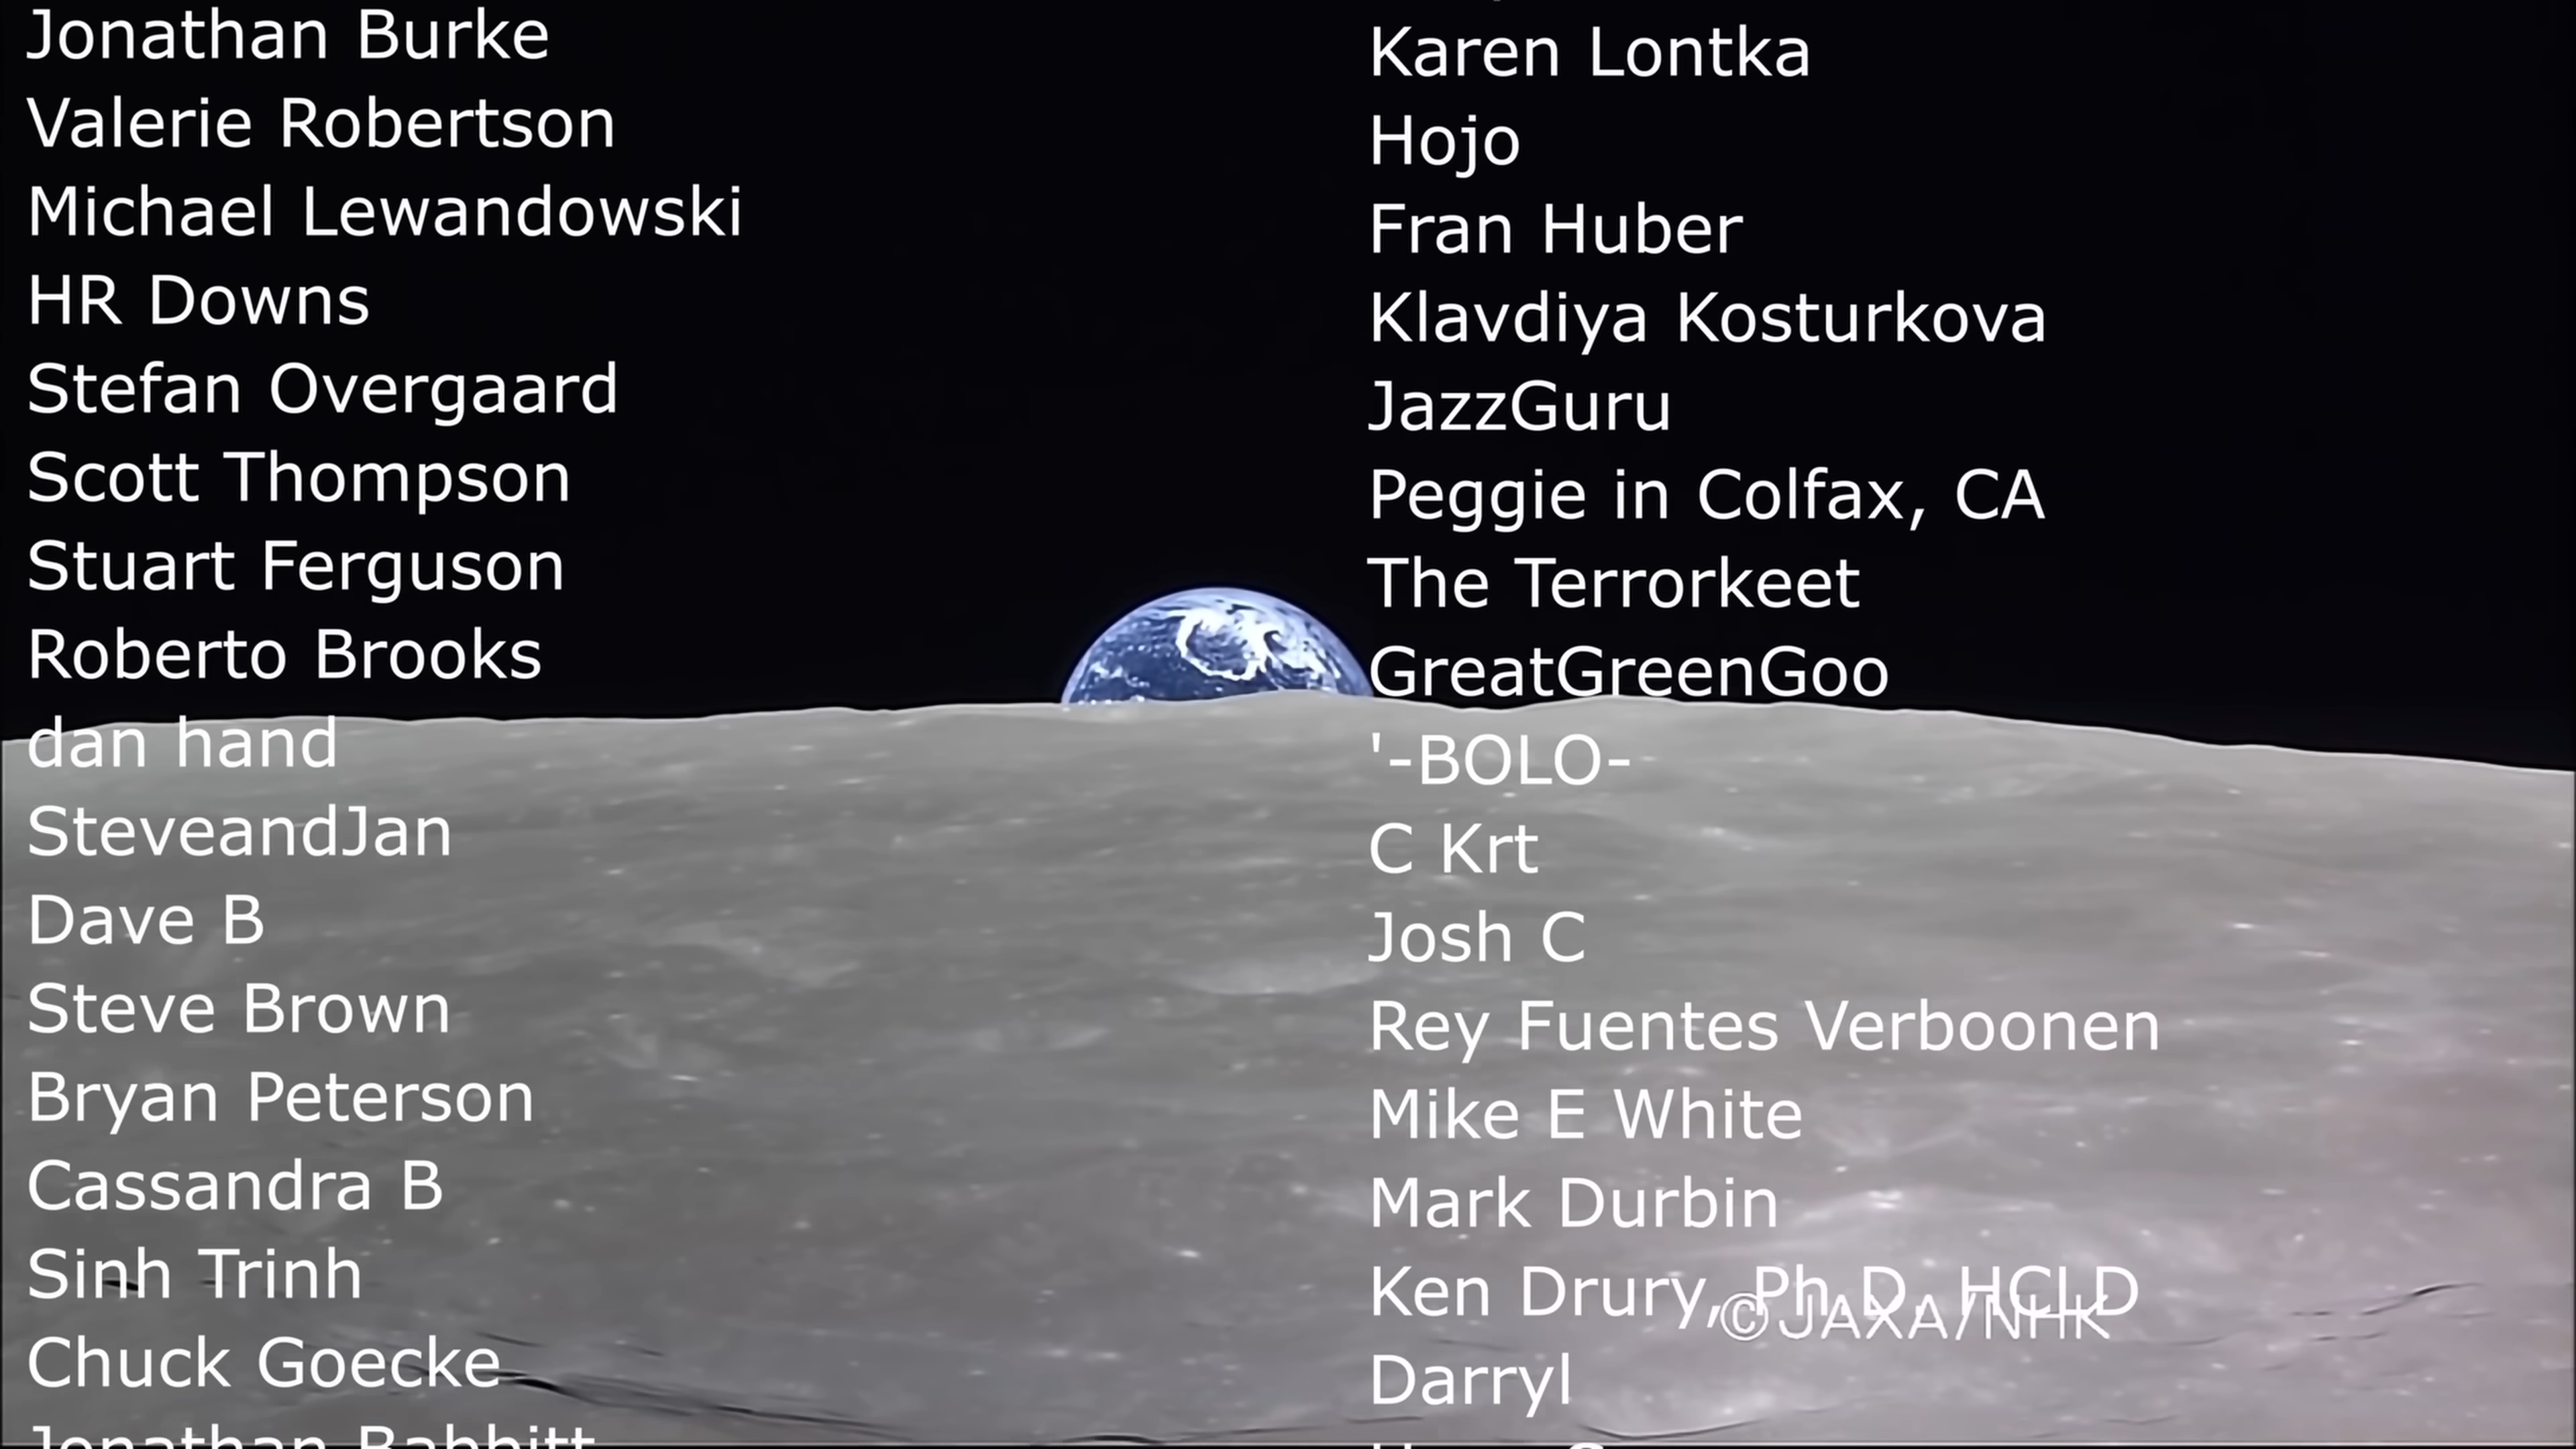 Jonathan Burke
Valerie Robertson
Michael Lewandowski
HR Downs
Stefan Overgaard
Scott Thompson
Stuart Ferguson
Roberto Brooks
dan hand
SteveandJan
Dave B
Steve Brown
Bryan Peterson
Cassandra B
Sinh Trinh
Chuck Goecke
Jonathan Babbitt
Karen Lontka
Hojo
Fran Huber
Klavdiya Kosturkova
JazzGuru
Peggie in Colfax, CA
The Terrorkeet
GreatGreenGoo
'-BOLO-
C Krt
Josh C
Rey Fuentes Verboonen
Mike E White
Mark Durbin
Ken Drury, Ph.D. HCLD
©JAXA/NHK
Darryl